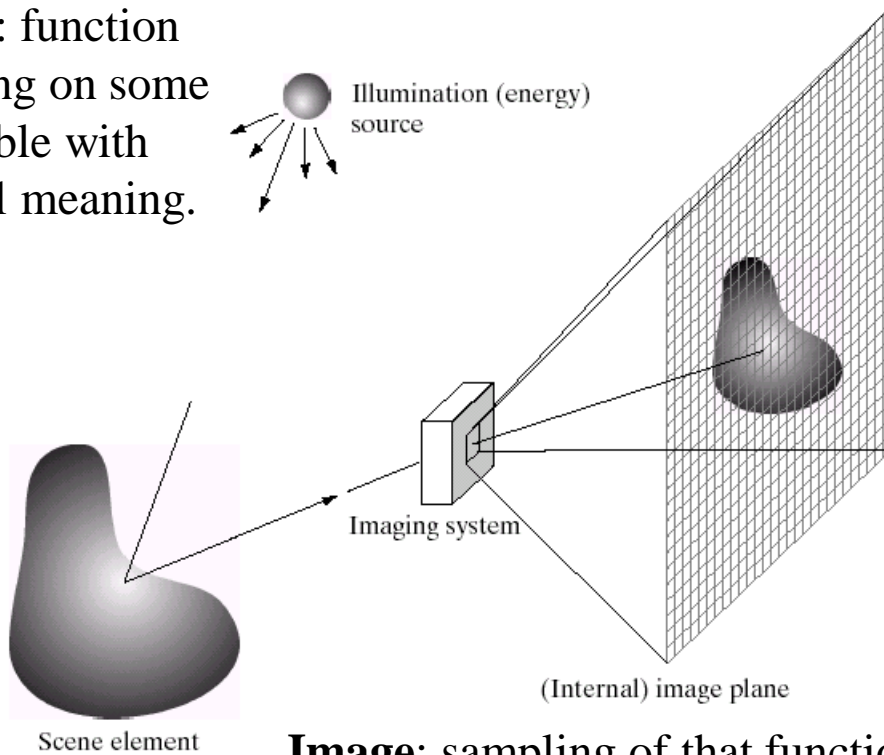 : function
ng on some
ble with
l meaning.
Illumination (energy)
source
Imaging system
(Internal) image plane
Scene element
Image: sampling of that functio